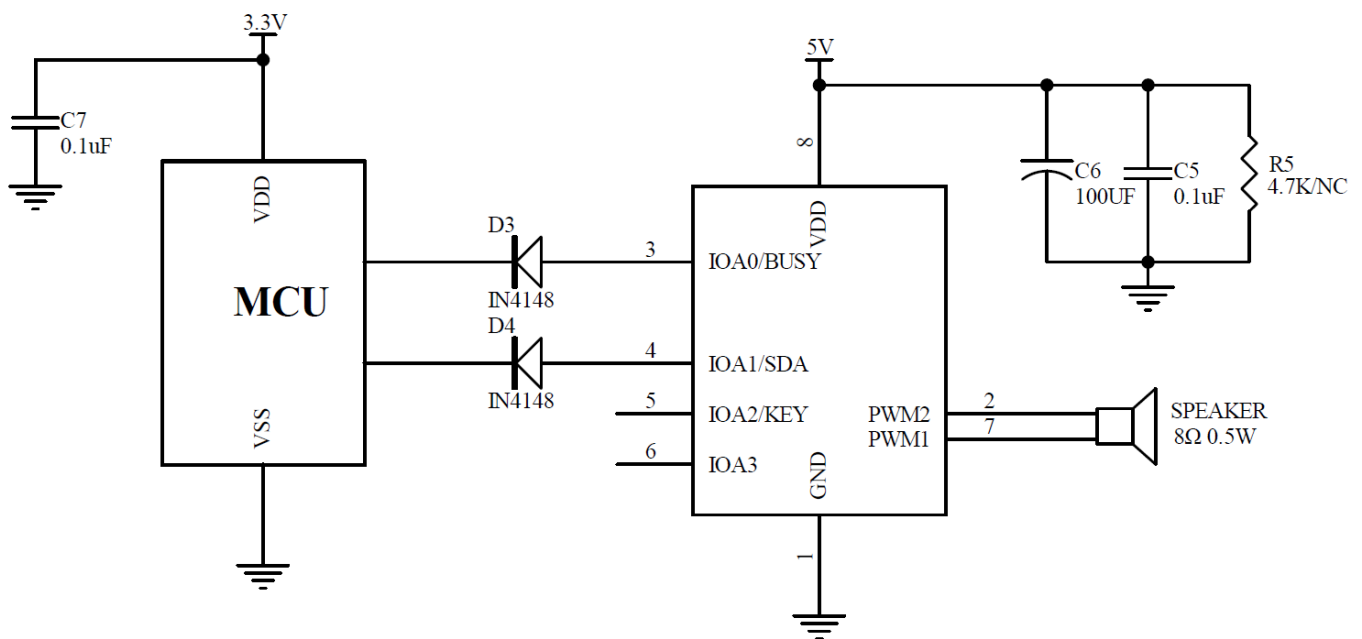 3.3V
C7
0.1uF
VDD
MCU
VSS
D3
IN4148
D4
IN4148
5V
8
VDD
3
IOA0/BUSY
4
IOA1/SDA
5
IOA2/KEY
6
IOA3
PWM2
2
PWM1
7
GND
1
C6
100UF
C5
0.1uF
R5
4.7K/NC
SPEAKER
8Ω 0.5W